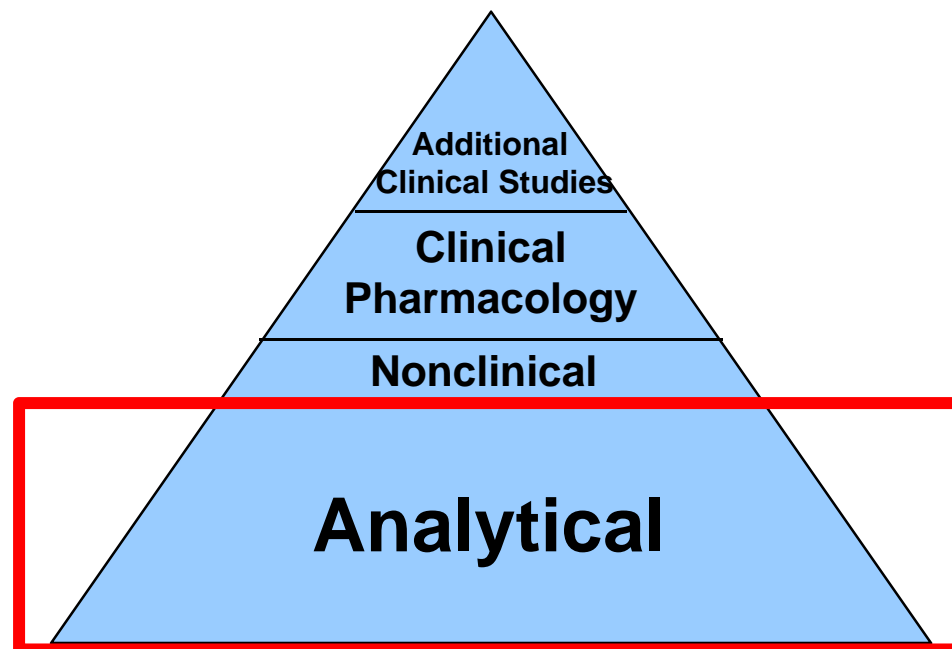 Additional
Clinical Studies
Clinical
Pharmacology
Nonclinical
Analytical